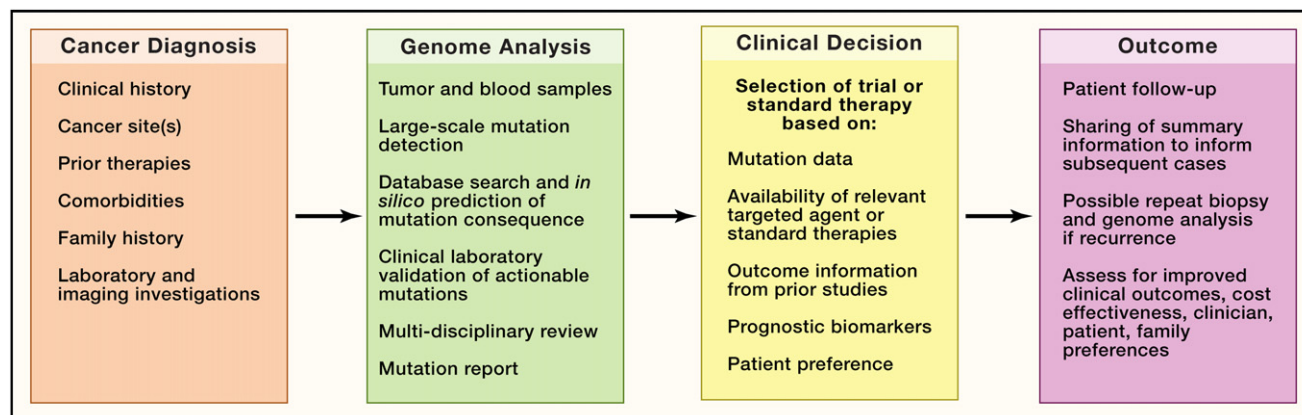 Cancer Diagnosis
Clinical history
Cancer site(s)
Prior therapies
Comorbidities
Family history
Laboratory and
imaging investigations
Genome Analysis
Tumor and blood samples
Large-scale mutation
detection
Database search and in
silico prediction of
mutation consequence
Clinical laboratory
validation of actionable
mutations
Multi-disciplinary review
Mutation report
Clinical Decision
Selection of trial or
standard therapy
based on:
Mutation data
Availability of relevant
targeted agent or
standard therapies
Outcome information
from prior studies
Prognostic biomarkers
Patient preference
Outcome
Patient follow-up
Sharing of summary
information to inform
subsequent cases
Possible repeat biopsy
and genome analysis
if recurrence
Assess for improved
clinical outcomes, cost
effectiveness, clinician,
patient, family
preferences